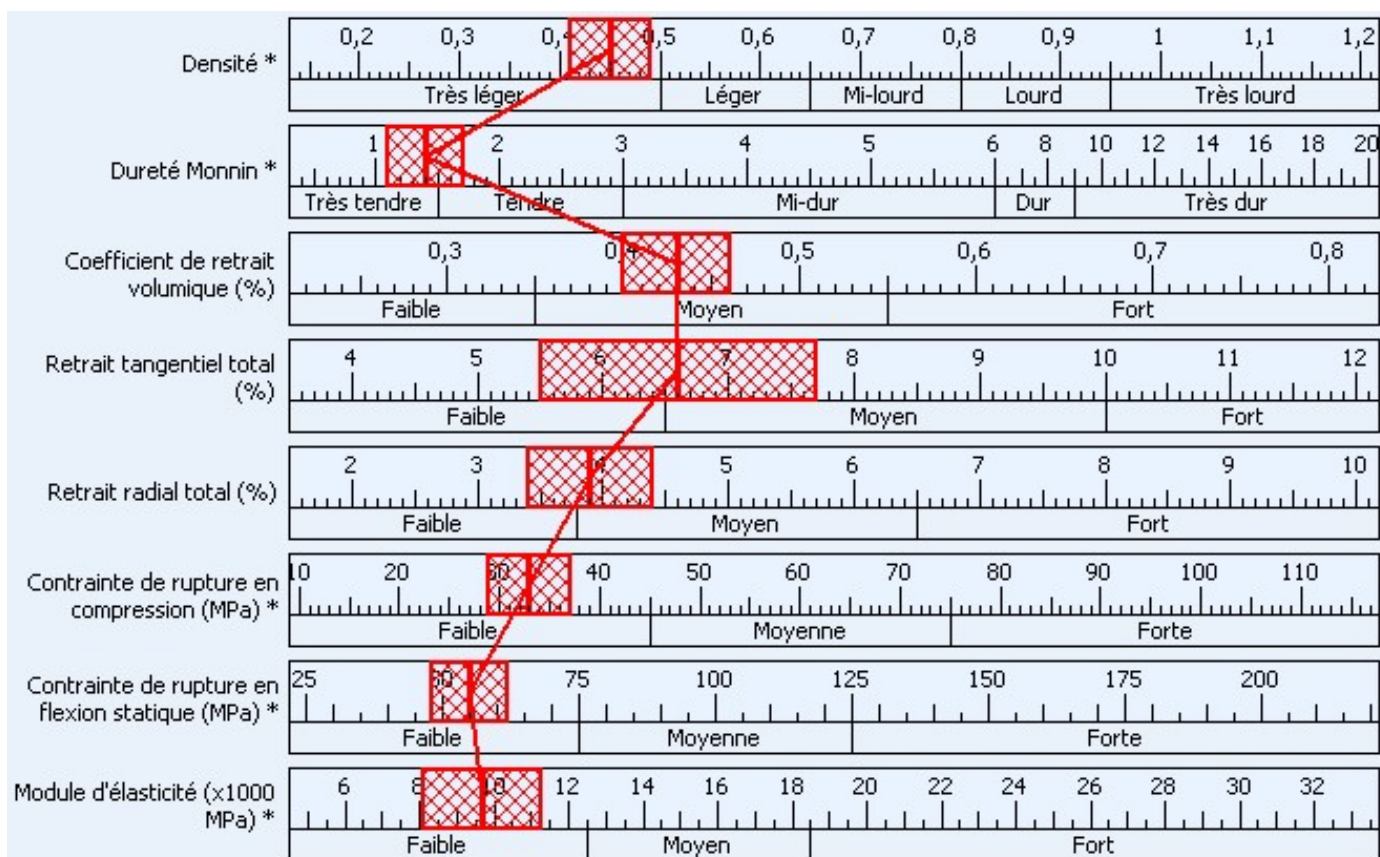 0,2 0,3 0,4 0,5 0,6 0,7 0,8 0,9 1 1,1 1,2
Densité *
Très léger Léger Mi-lourd Lourd Très lourd
1 2 3 4 5 6 8 10 12 14 16 18 20
Dureté Monnin *
Très tendre Tendre Mi-dur Dur Très dur
0,3 0,4 0,5 0,6 0,7 0,8
Coefficient de retrait
volumique (%)
Faible Moyen Fort
4 5 6 7 8 9 10 11 12
Retrait tangentiel total
(%)
Faible Moyen Fort
2 3 4 5 6 7 8 9 10
Retrait radial total (%)
Faible Moyen Fort
10 20 30 40 50 60 70 80 90 100 110
Contrainte de rupture en
compression (MPa) *
Faible Moyenne Forte
25 50 75 100 125 150 175 200
Contrainte de rupture en
flexion statique (MPa) *
Faible Moyenne Forte
6 8 10 12 14 16 18 20 22 24 26 28 30 32
Module d'élasticité (x1000
MPa) *
Faible Moyen Fort